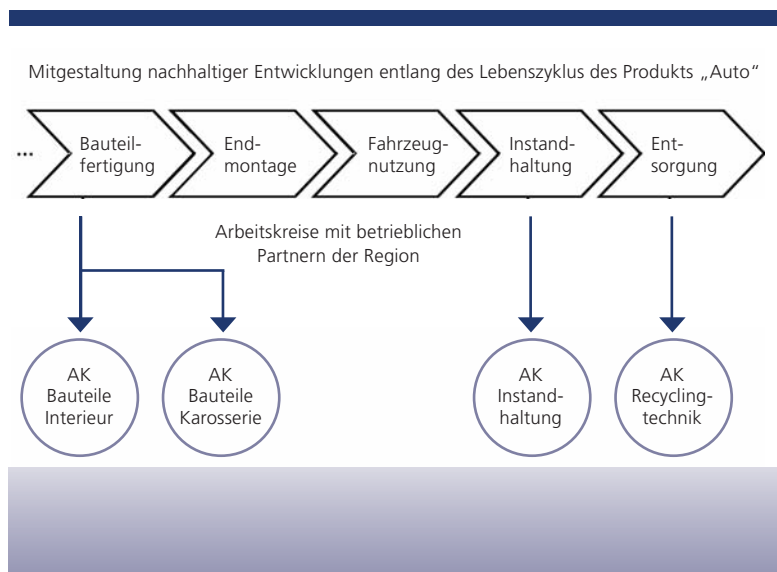 Mitgestaltung nachhaltiger Entwicklungen entlang des Lebenszyklus des Produkts „Auto“
...
Bauteil-
fertigung
End-
montage
Fahrzeug-
nutzung
Instand-
haltung
Ent-
sorgung
Arbeitskreise mit betrieblichen
Partnern der Region
AK
Bauteile
Interieur
AK
Bauteile
Karosserie
AK
Instand-
haltung
AK
Recycling-
technik